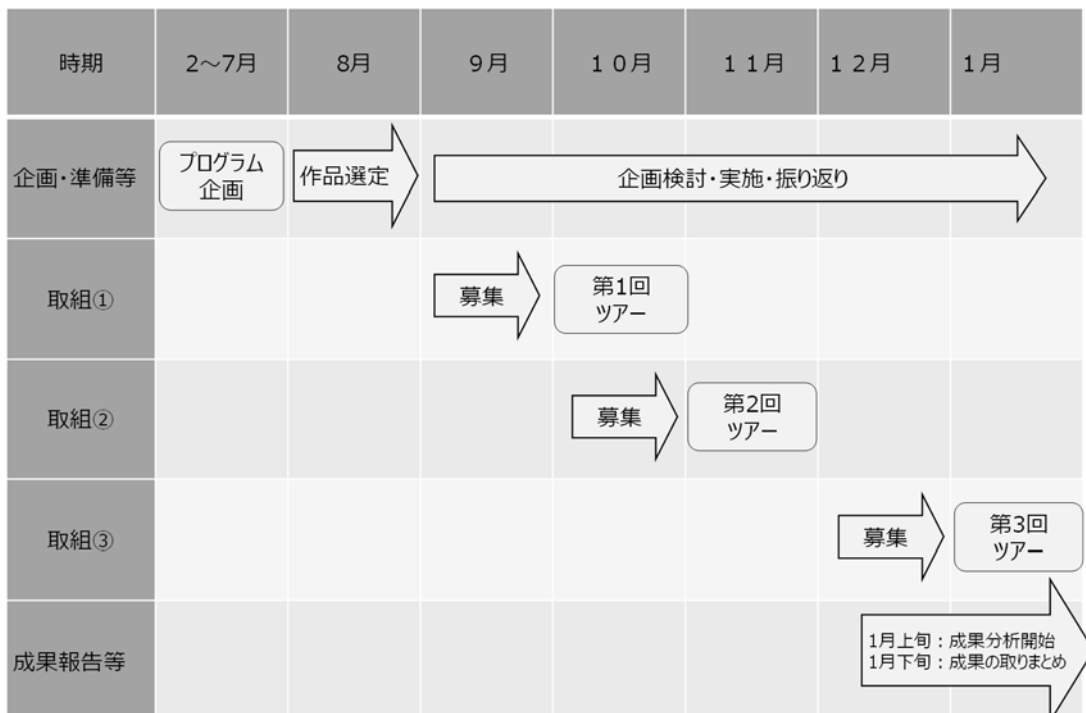 時期
2～7月
8月
９月
１０月
１１月
１２月
１月
企画・準備等
プログラム
企画
作品選定
企画検討・実施・振り返り
取組①
募集
第1回
ツアー
取組②
募集
第2回
ツアー
取組③
募集
第3回
ツアー
成果報告等
1月上旬：成果分析開始
1月下旬：成果の取りまとめ